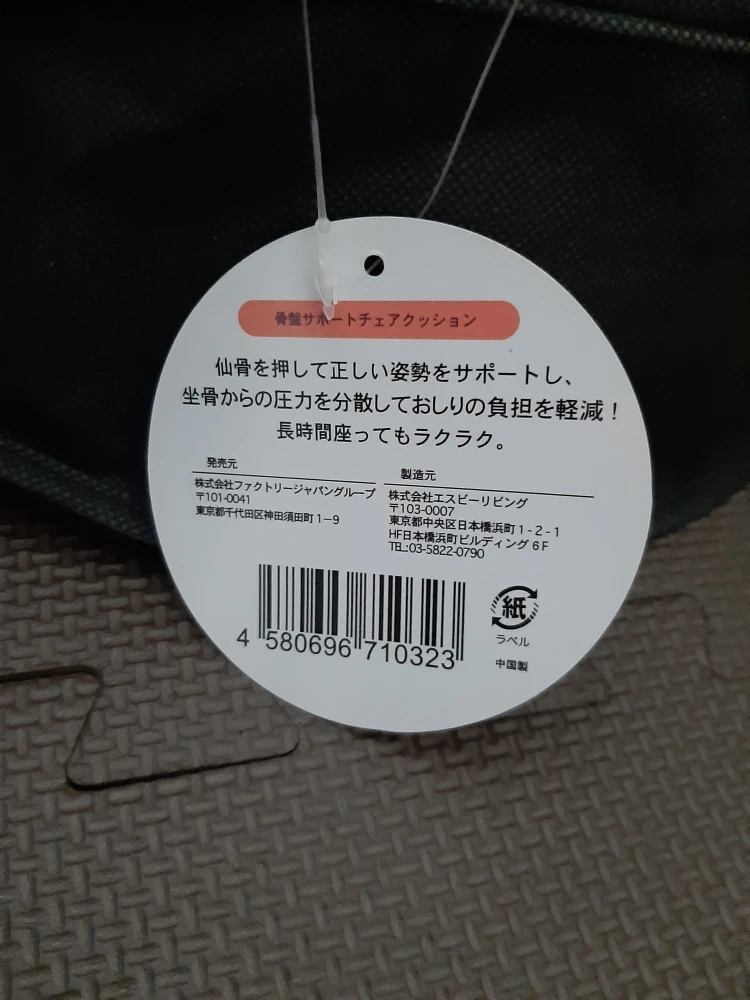 骨盤サポートチェアクッション
仙骨を押して正しい姿勢をサポートし、
坐骨からの圧力を分散しておしりの負担を軽減！
長時間座ってもラクラク。
発売元
株式会社ファクトリージャパングループ
〒101-0041
東京都千代田区神田須田町1－9
製造元
株式会社エスピーリビング
〒103-0007
東京都中央区日本橋浜町1-2-1
HF日本橋浜町ビルディング6F
TEL:03-5822-0790
4 580696 710323
紙
ラベル
中国製